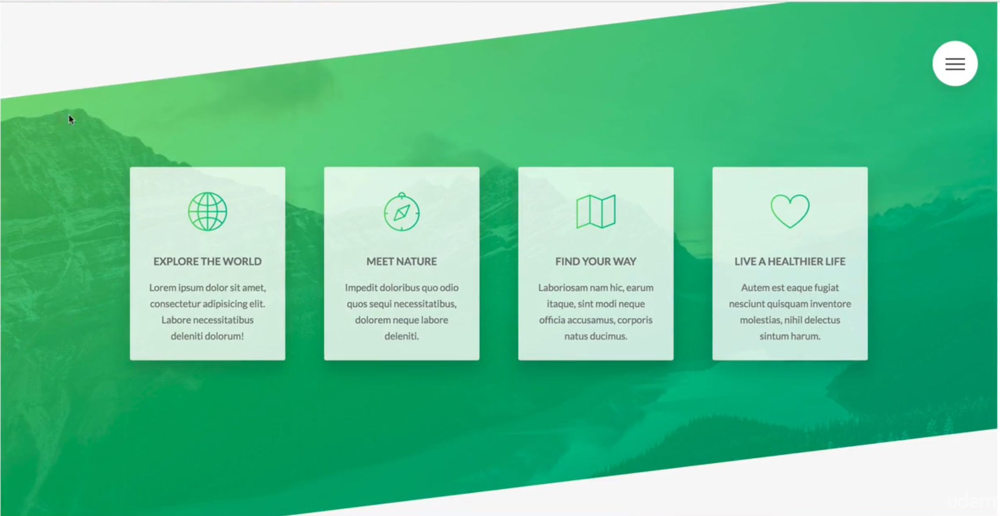 EXPLORE THE WORLD
Lorem ipsum dolor sit amet,
consectetur adipisicing elit.
Labore necessitatibus
deleniti dolorum!
MEET NATURE
Impedit doloribus quo odio
quos sequi necessitatibus,
dolorem neque labore
deleniti.
FIND YOUR WAY
Laboriosam nam hic, earum
itaque, sint modi neque
officia accusamus, corporis
natus ducimus.
LIVE A HEALTHIER LIFE
Autem est eaque fugiat
nesciunt quisquam inventore
molestias, nihil delectus
sintum harum.